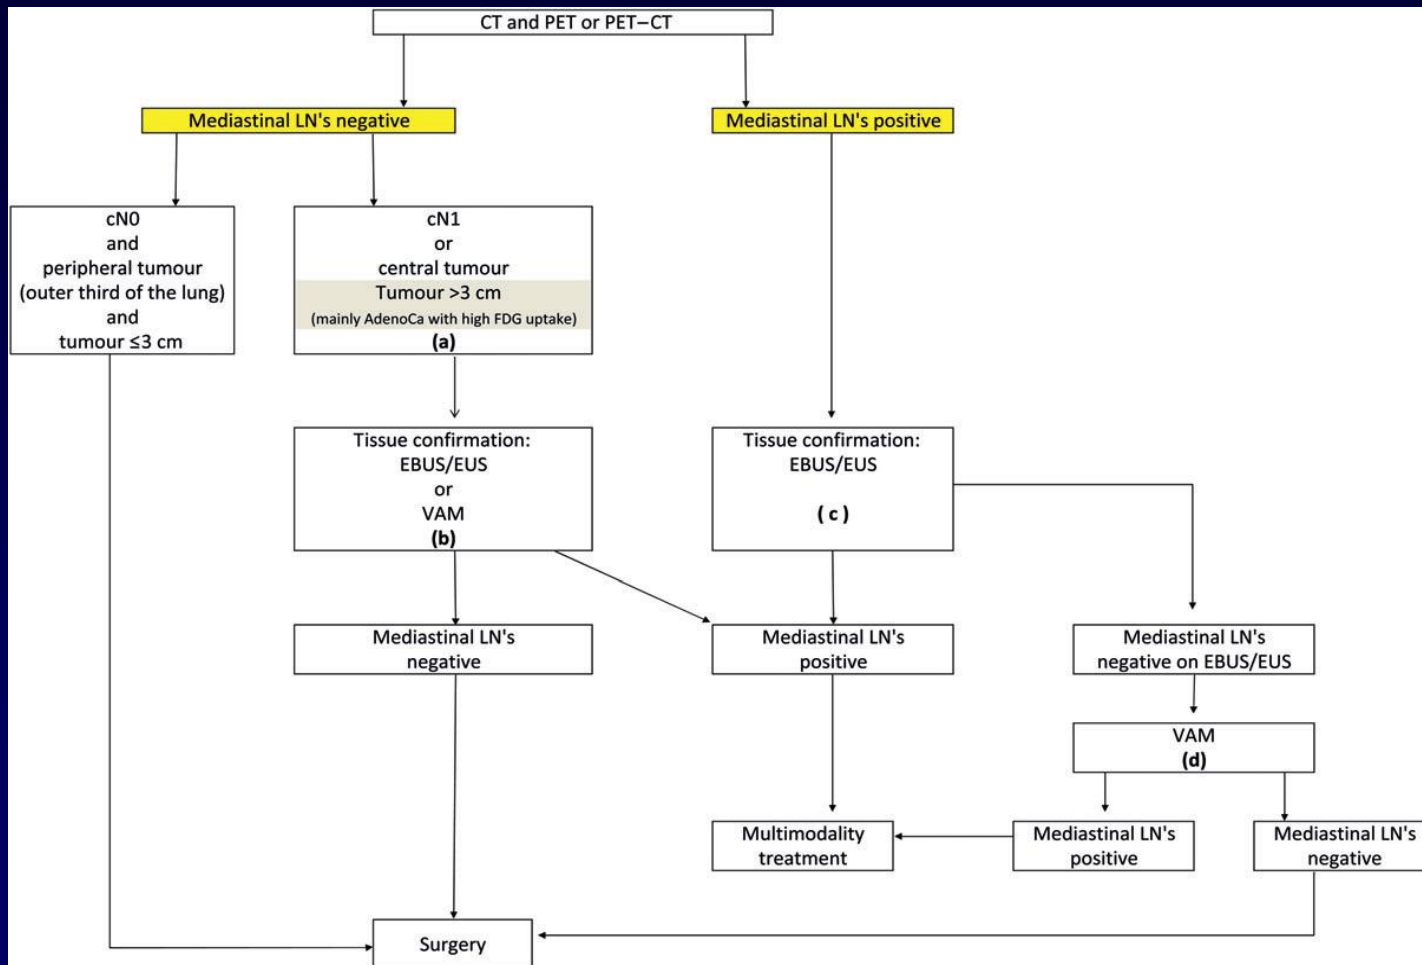 CT and PET or PET–CT
Mediastinal LN's negative
Mediastinal LN's positive
cN0
and
peripheral tumour
(outer third of the lung)
and
tumour ≤3 cm
cN1
or
central tumour
Tumour >3 cm
(mainly AdenoCa with high FDG uptake)
(a)
Tissue confirmation:
EBUS/EUS
or
VAM
(b)
Tissue confirmation:
EBUS/EUS
( c )
Mediastinal LN's
negative
Mediastinal LN's
positive
Mediastinal LN's
negative on EBUS/EUS
VAM
(d)
Multimodality
treatment
Mediastinal LN's
positive
Mediastinal LN's
negative
Surgery